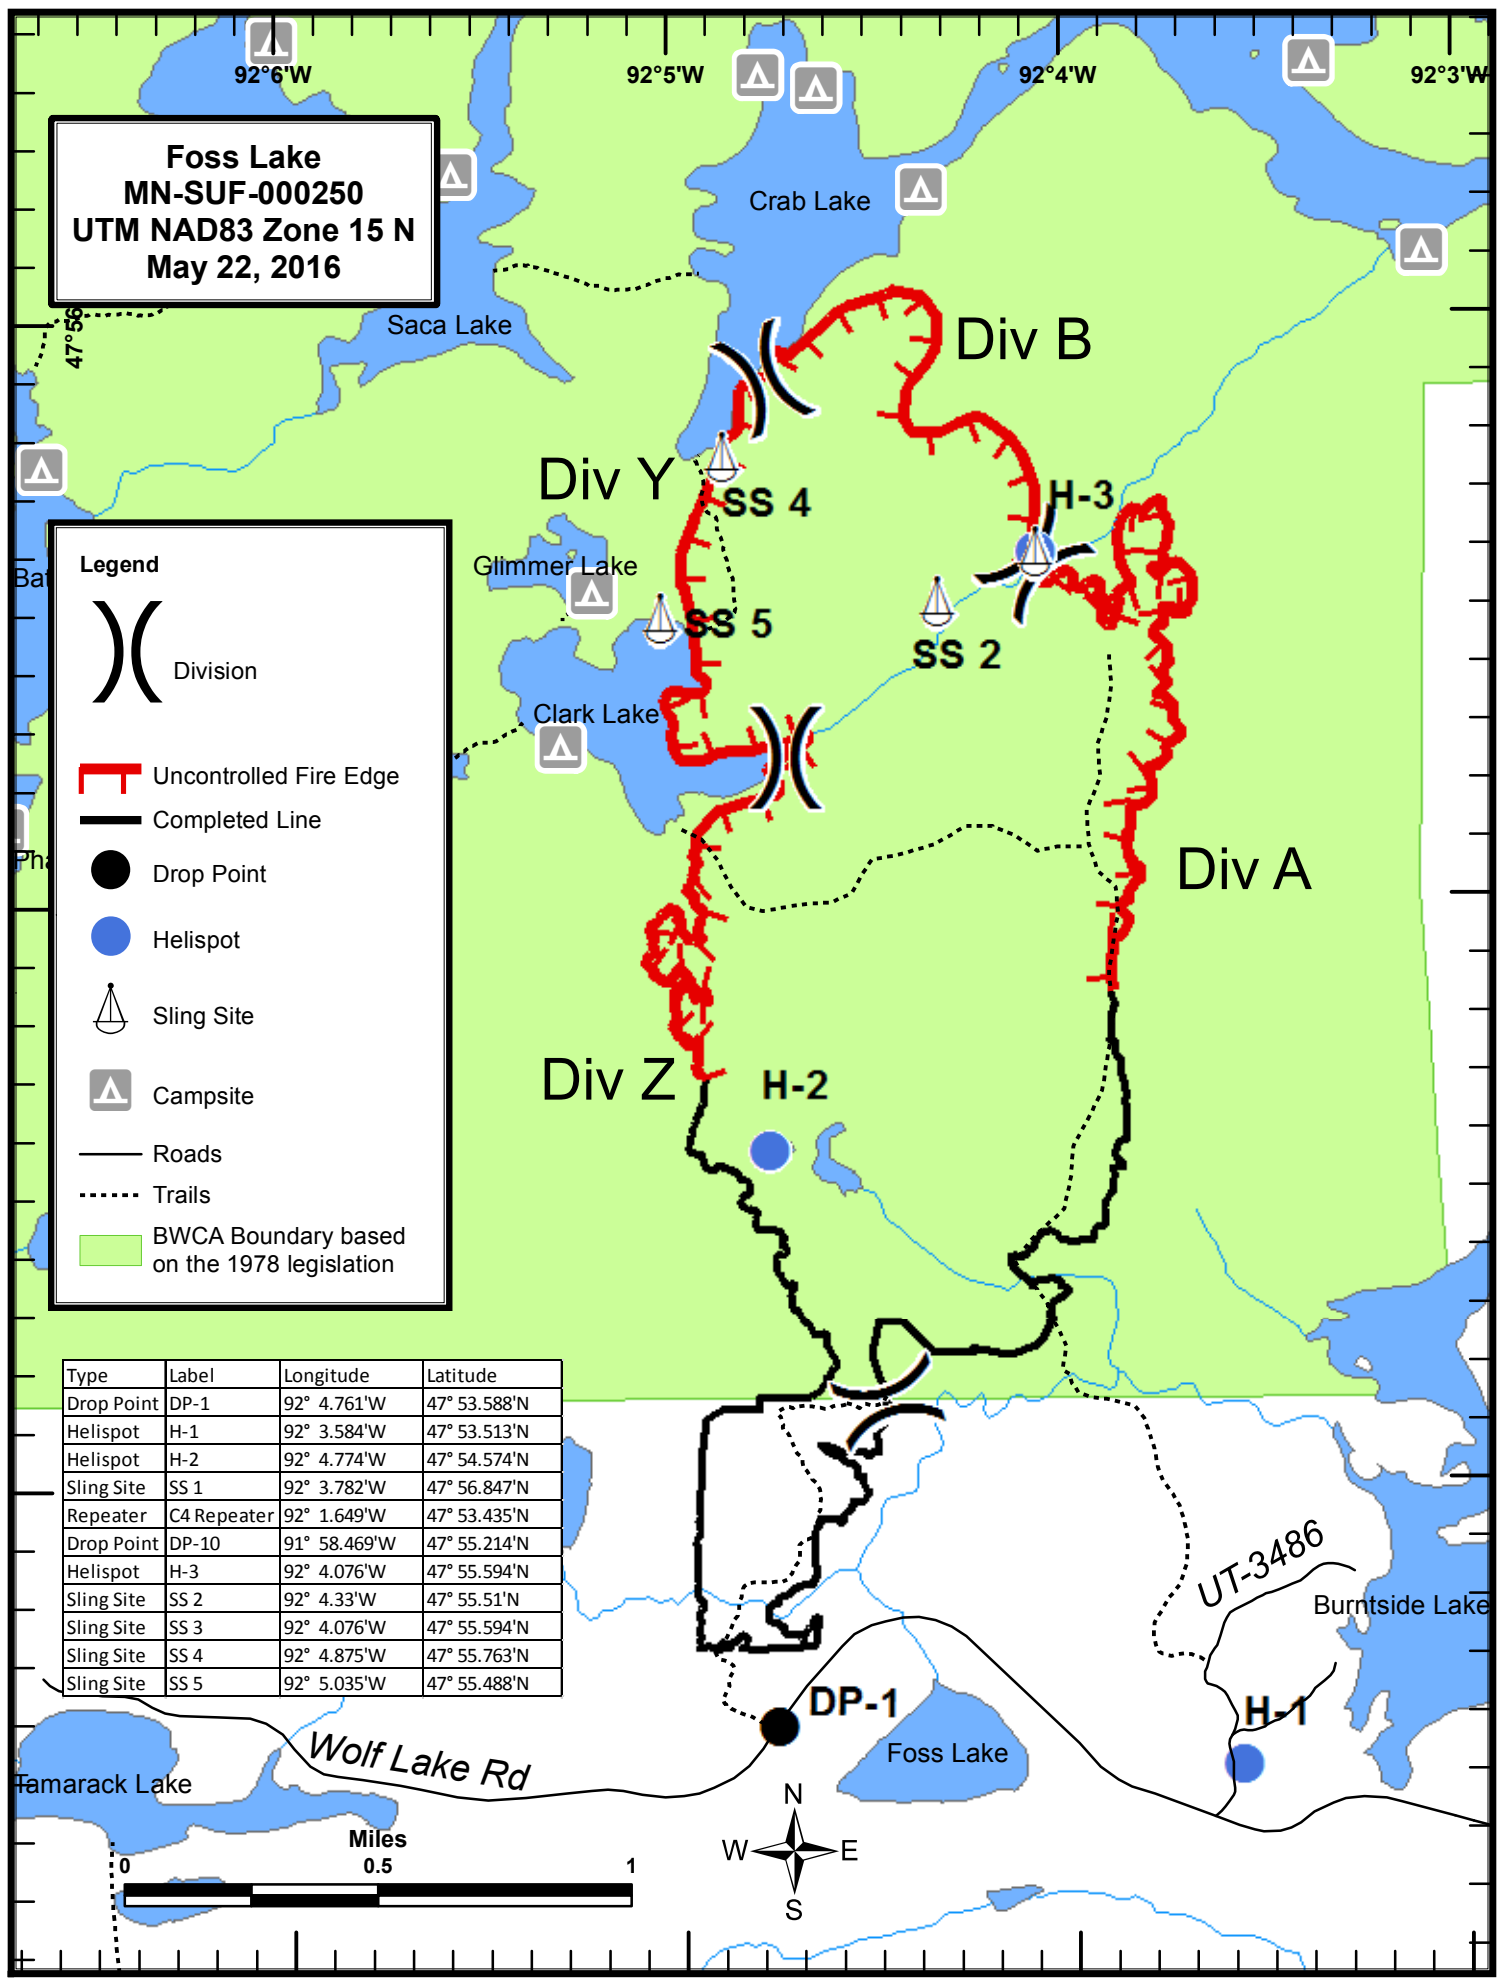 92°6'W
92°5'W
92°4'W
92°3'W
Foss Lake
MN-SUF-000250
UTM NAD83 Zone 15 N
May 22, 2016
Crab Lake
47°56
Saca Lake
Div B
Div Y
SS 4
H-3
Glimmer Lake
Bat
SS 5
SS 2
Clark Lake
Legend
Division
Uncontrolled Fire Edge
Completed Line
Drop Point
Helispot
Sling Site
Campsite
Roads
Trails
BWCA Boundary based
on the 1978 legislation
Pha
Div A
Div Z
H-2
Type Label Longitude Latitude
Drop Point DP-1 92° 4.761'W 47° 53.588'N
Helispot H-1 92° 3.584'W 47° 53.513'N
Helispot H-2 92° 4.774'W 47° 54.574'N
Sling Site SS 1 92° 3.782'W 47° 56.847'N
Repeater C4 Repeater 92° 1.649'W 47° 53.435'N
Drop Point DP-10 91° 58.469'W 47° 55.214'N
Helispot H-3 92° 4.076'W 47° 55.594'N
Sling Site SS 2 92° 4.33'W 47° 55.51'N
Sling Site SS 3 92° 4.076'W 47° 55.594'N
Sling Site SS 4 92° 4.875'W 47° 55.763'N
Sling Site SS 5 92° 5.035'W 47° 55.488'N
UT-3486
Burntside Lake
DP-1
H-1
Wolf Lake Rd
Foss Lake
Tamarack Lake
Miles
0 0.5 1
N
W E
S